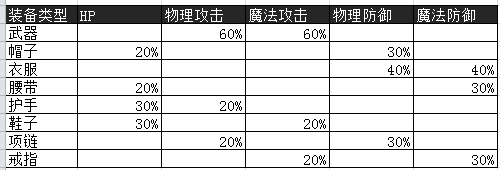 装备类型 HP 物理攻击 魔法攻击 物理防御 魔法防御
武器 60% 60%
帽子 20% 30%
衣服 40% 40%
腰带 20% 30%
护手 30% 20%
鞋子 30% 20%
项链 20% 30%
戒指 20% 30%